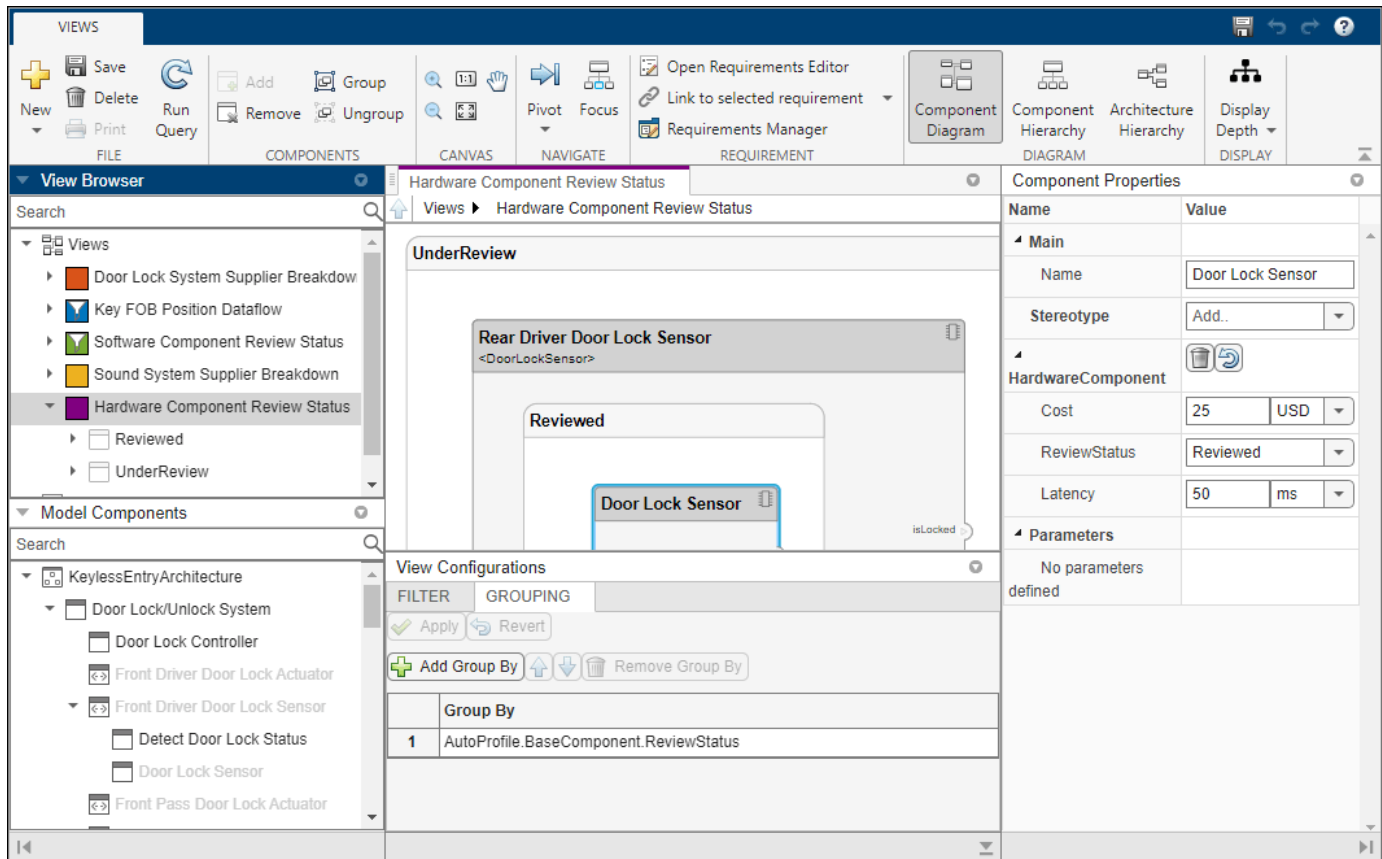 VIEWS
New
Save
Delete
Print
Run
Query
FILE
Add
Remove
Group
Ungroup
COMPONENTS
1:1
CANVAS
Pivot
Focus
NAVIGATE
Open Requirements Editor
Link to selected requirement
Requirements Manager
REQUIREMENT
Component
Diagram
Component
Hierarchy
Architecture
Hierarchy
DIAGRAM
Display
Depth
DISPLAY
View Browser
Search
Views
Door Lock System Supplier Breakdow
Key FOB Position Dataflow
Software Component Review Status
Sound System Supplier Breakdown
Hardware Component Review Status
Reviewed
UnderReview
Model Components
Search
KeylessEntryArchitecture
Door Lock/Unlock System
Door Lock Controller
Front Driver Door Lock Actuator
Front Driver Door Lock Sensor
Detect Door Lock Status
Door Lock Sensor
Front Pass Door Lock Actuator
Hardware Component Review Status
Views Hardware Component Review Status
UnderReview
Rear Driver Door Lock Sensor
<DoorLockSensor>
Reviewed
Door Lock Sensor
isLocked
View Configurations
FILTER GROUPING
Apply Revert
Add Group By Remove Group By
Group By
1 AutoProfile.BaseComponent.ReviewStatus
Component Properties
Name Value
Main
Name Door Lock Sensor
Stereotype Add..
HardwareComponent
Cost 25 USD
ReviewStatus Reviewed
Latency 50 ms
Parameters
No parameters
defined